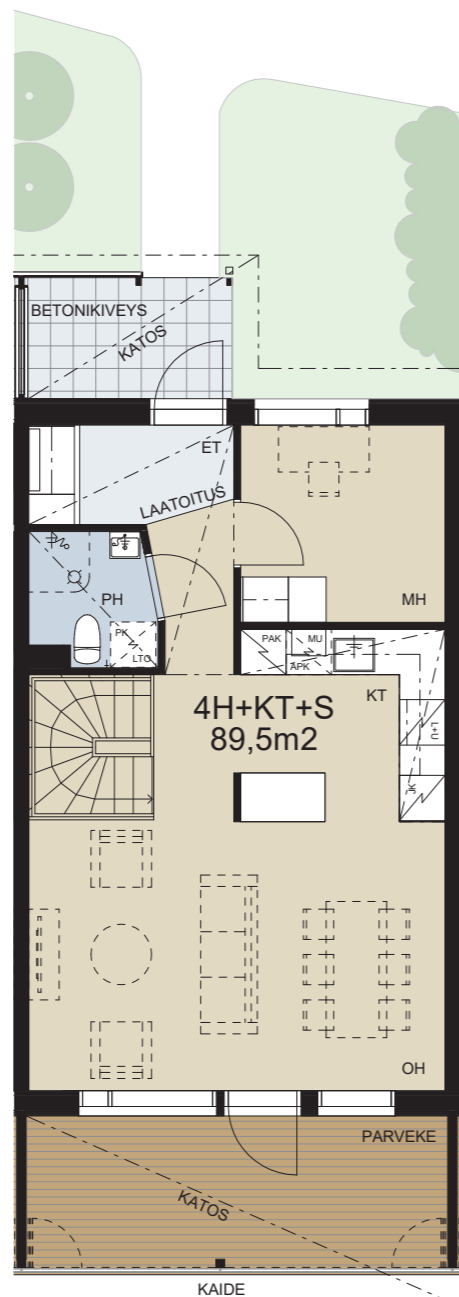 BETONIKIVEYS
KATOS
ET
LAATOITUS
PH
MH
PK
LTO
PAK
MU
APK
KT
L+U
JK
4H+KT+S
89,5m2
OH
PARVEKE
KATOS
KAIDE